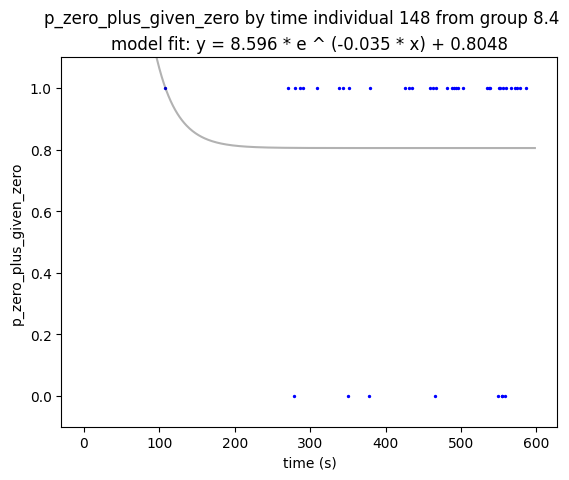 p_zero_plus_given_zero by time individual 148 from group 8.4
model fit: y = 8.596 * e ^ (-0.035 * x) + 0.8048
1.0
0.8
0.6
0.4
0.2
0.0
p_zero_plus_given_zero
0 100 200 300 400 500 600
time (s)